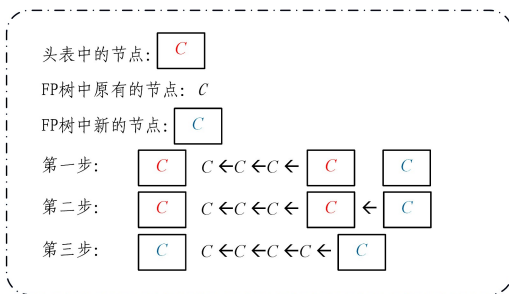 头表中的节点: C
FP树中原有的节点: C
FP树中新的节点: C
第一步: C C←C←C← C C
第二步: C C←C←C← C ← C
第三步: C C←C←C←C← C